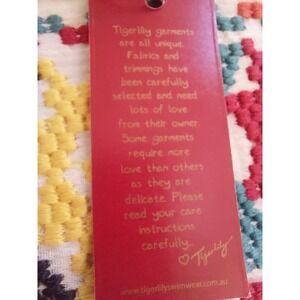 Tigerlily garments
are all unique.
Fabrics and
trimmings have
been carefully
selected and need
lots of love
from their owner.
Some garments
require more
love than others
as they are
delicate. Please
read your care
instructions
carefully...
♡ Tigerlily
www.tigerlilyswimwear.com.au